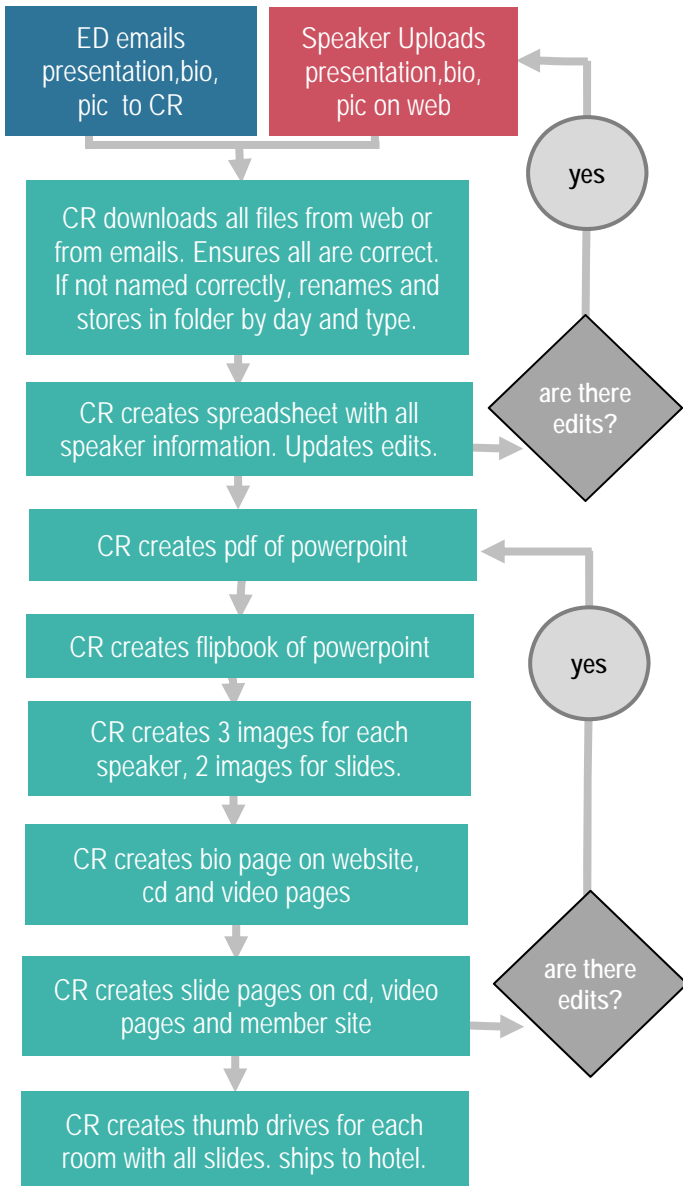 ED emails
presentation,bio,
pic to CR
Speaker Uploads
presentation,bio,
pic on web
yes
CR downloads all files from web or
from emails. Ensures all are correct.
If not named correctly, renames and
stores in folder by day and type.
are there
edits?
CR creates spreadsheet with all
speaker information. Updates edits.
CR creates pdf of powerpoint
CR creates flipbook of powerpoint
yes
CR creates 3 images for each
speaker, 2 images for slides.
CR creates bio page on website,
cd and video pages
are there
edits?
CR creates slide pages on cd, video
pages and member site
CR creates thumb drives for each
room with all slides. ships to hotel.